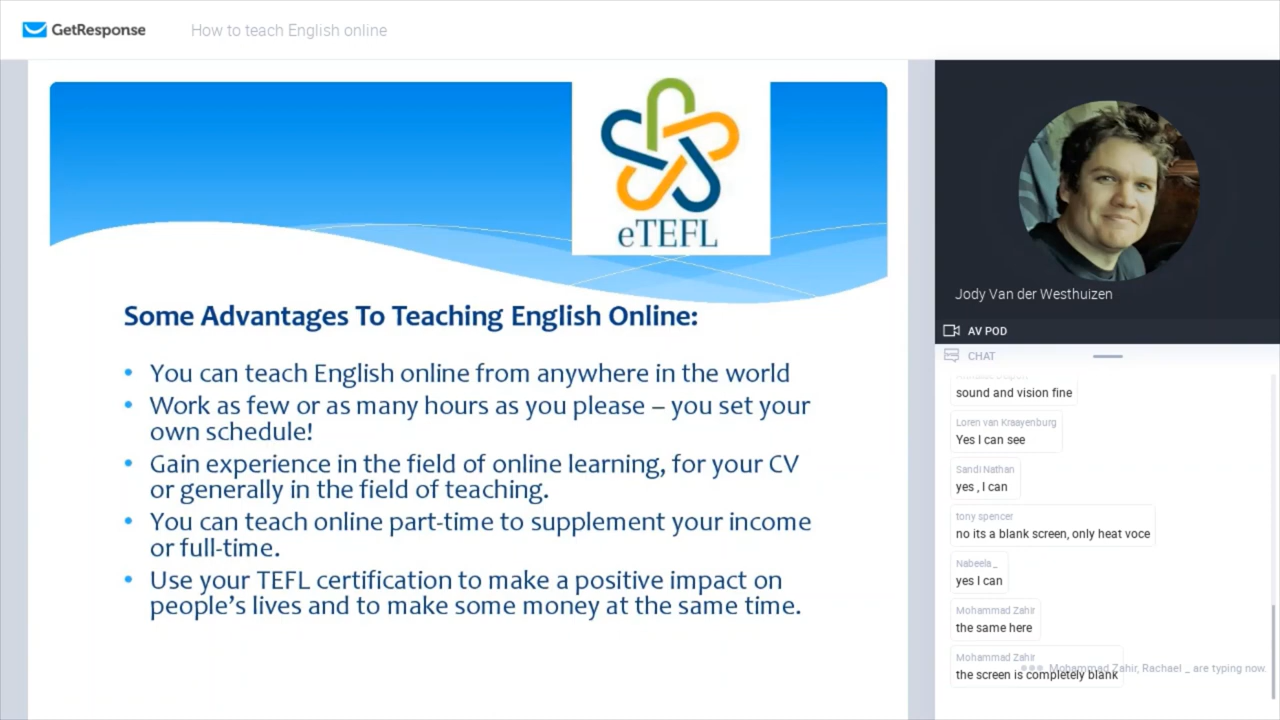 GetResponse
How to teach English online
eTEFL
Some Advantages To Teaching English Online:
• You can teach English online from anywhere in the world
• Work as few or as many hours as you please – you set your
own schedule!
• Gain experience in the field of online learning, for your CV
or generally in the field of teaching.
• You can teach online part-time to supplement your income
or full-time.
• Use your TEFL certification to make a positive impact on
people's lives and to make some money at the same time.
Jody Van der Westhuizen
AV POD
CHAT
sound and vision fine
Loren van Kraayenburg
Yes I can see
Sandi Nathan
yes , I can
tony spencer
no its a blank screen, only heat voce
Nabeela _
yes I can
Mohammad Zahir
the same here
Mohammad Zahir
Mohammad Zahir, Rachael _ are typing now.
the screen is completely blank